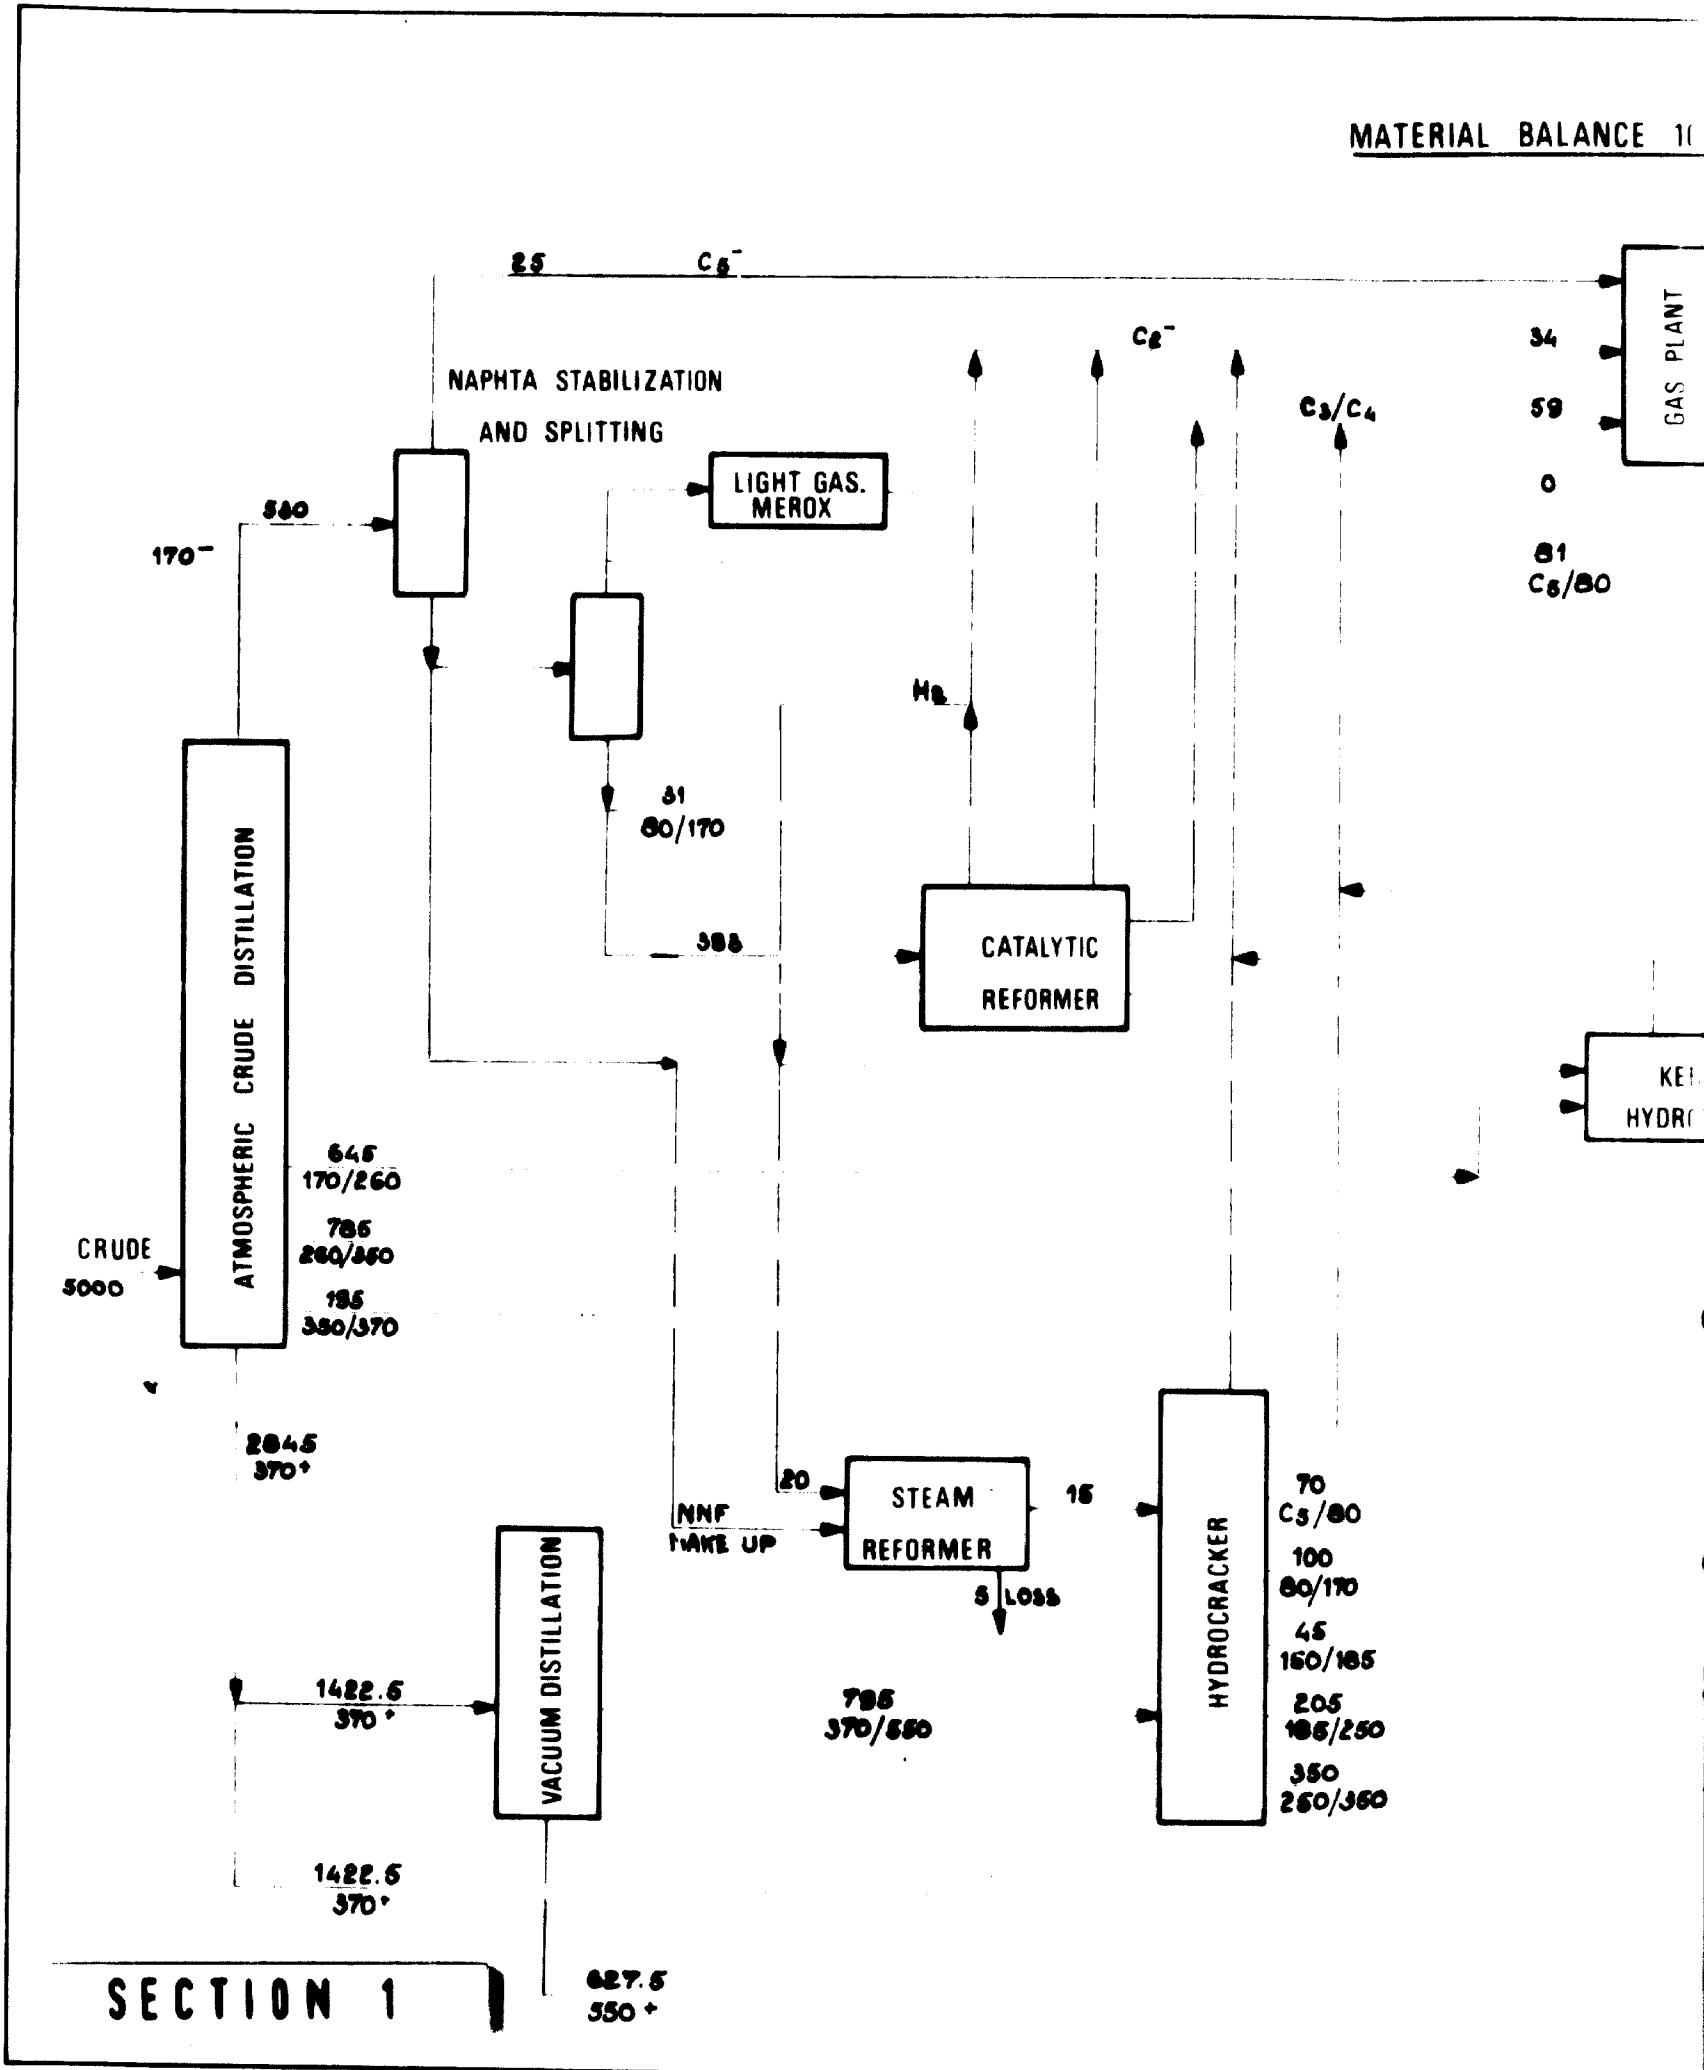 MATERIAL BALANCE
25 C5⁻
GAS PLANT
34
C2⁻
59
C3/C4
0
81
C5/80
NAPHTA STABILIZATION
AND SPLITTING
LIGHT GAS.
MEROX
170⁻
H2
31
80/170
ATMOSPHERIC CRUDE DISTILLATION
CATALYTIC
REFORMER
645
170/260
785
260/350
195
350/370
CRUDE
5000
2845
370⁺
20
STEAM
REFORMER
15
NNF
MAKE UP
5 LOSS
HYDROCRACKER
70
C5/80
100
80/170
45
160/185
205
185/250
350
250/350
VACUUM DISTILLATION
1422.5
370⁺
795
370/550
1422.5
370⁺
627.5
550⁺
SECTION 1